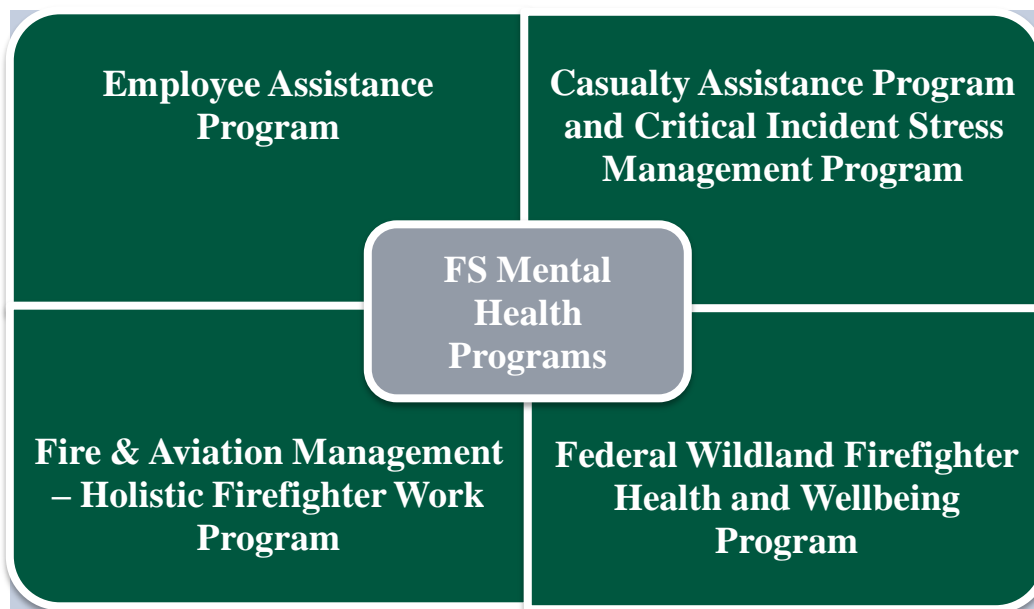 Employee Assistance
Program
Casualty Assistance Program
and Critical Incident Stress
Management Program
FS Mental
Health
Programs
Fire & Aviation Management
– Holistic Firefighter Work
Program
Federal Wildland Firefighter
Health and Wellbeing
Program